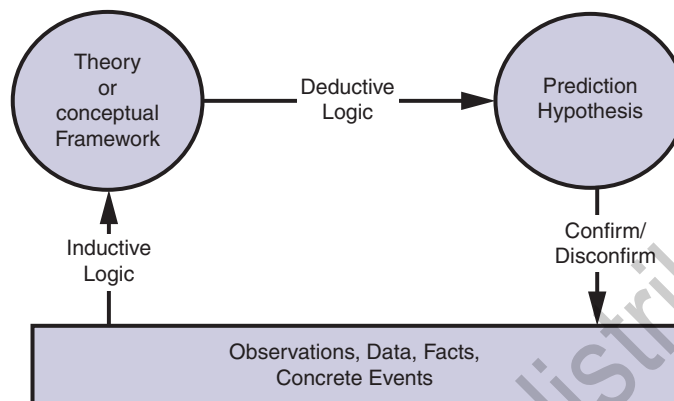 Theory
or
conceptual
Framework
Deductive
Logic
Prediction
Hypothesis
Inductive
Logic
Confirm/
Disconfirm
Observations, Data, Facts,
Concrete Events